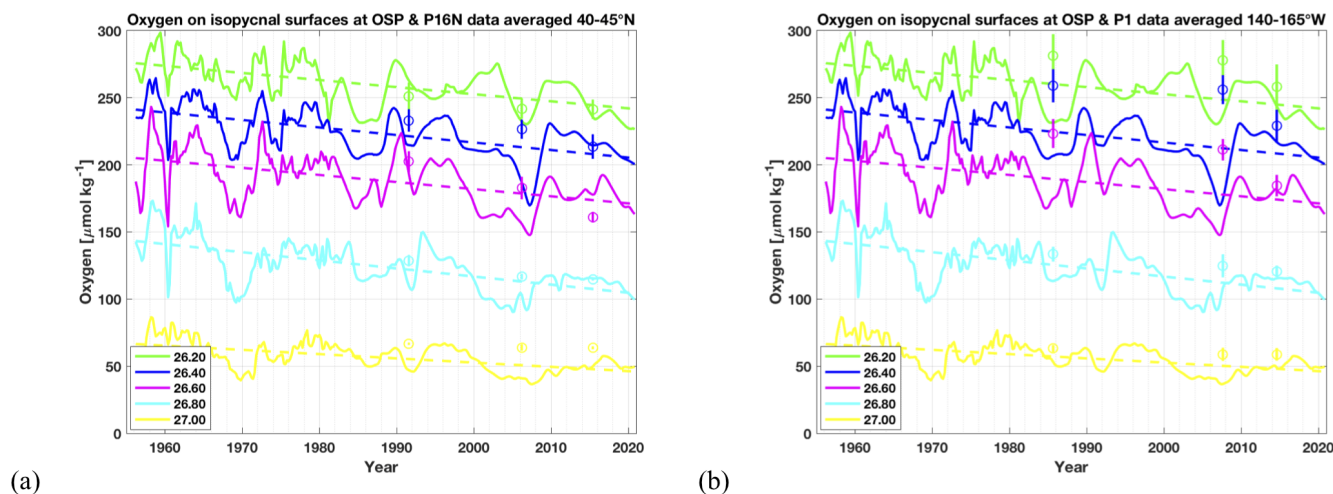 Oxygen on isopycnal surfaces at OSP & P16N data averaged 40-45°N
300
250
200
150
100
50
0
Oxygen [μmol kg⁻¹]
26.20
26.40
26.60
26.80
27.00
1960 1970 1980 1990 2000 2010 2020
Year
(a)
Oxygen on isopycnal surfaces at OSP & P1 data averaged 140-165°W
300
250
200
150
100
50
0
Oxygen [μmol kg⁻¹]
26.20
26.40
26.60
26.80
27.00
1960 1970 1980 1990 2000 2010 2020
Year
(b)